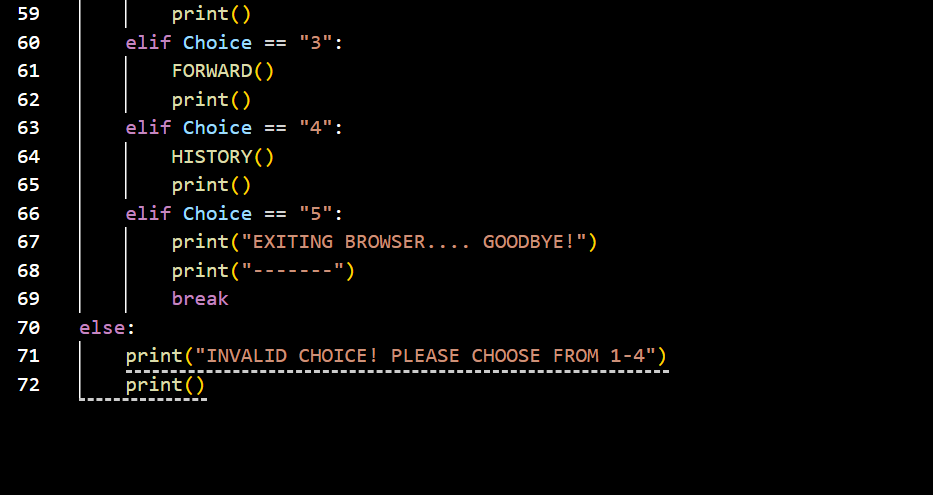 59 print()
60 elif Choice == "3":
61 FORWARD()
62 print()
63 elif Choice == "4":
64 HISTORY()
65 print()
66 elif Choice == "5":
67 print("EXITING BROWSER.... GOODBYE!")
68 print("-------")
69 break
70 else:
71 print("INVALID CHOICE! PLEASE CHOOSE FROM 1-4")
72 print()